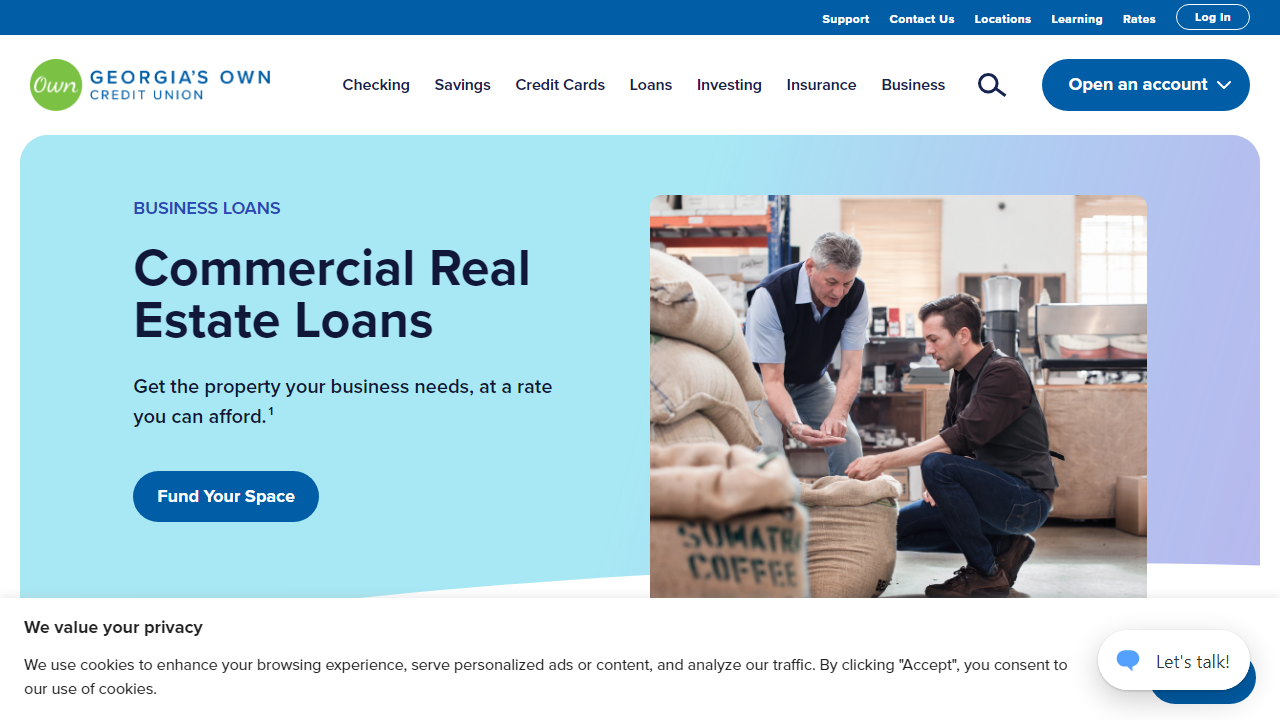 Support Contact Us Locations Learning Rates Log In
Own GEORGIA'S OWN
CREDIT UNION
Checking Savings Credit Cards Loans Investing Insurance Business Open an account
BUSINESS LOANS
Commercial Real
Estate Loans
Get the property your business needs, at a rate
you can afford.¹
Fund Your Space
SUMATRA
COFFEE
We value your privacy
We use cookies to enhance your browsing experience, serve personalized ads or content, and analyze our traffic. By clicking "Accept", you consent to
our use of cookies.
Let's talk!